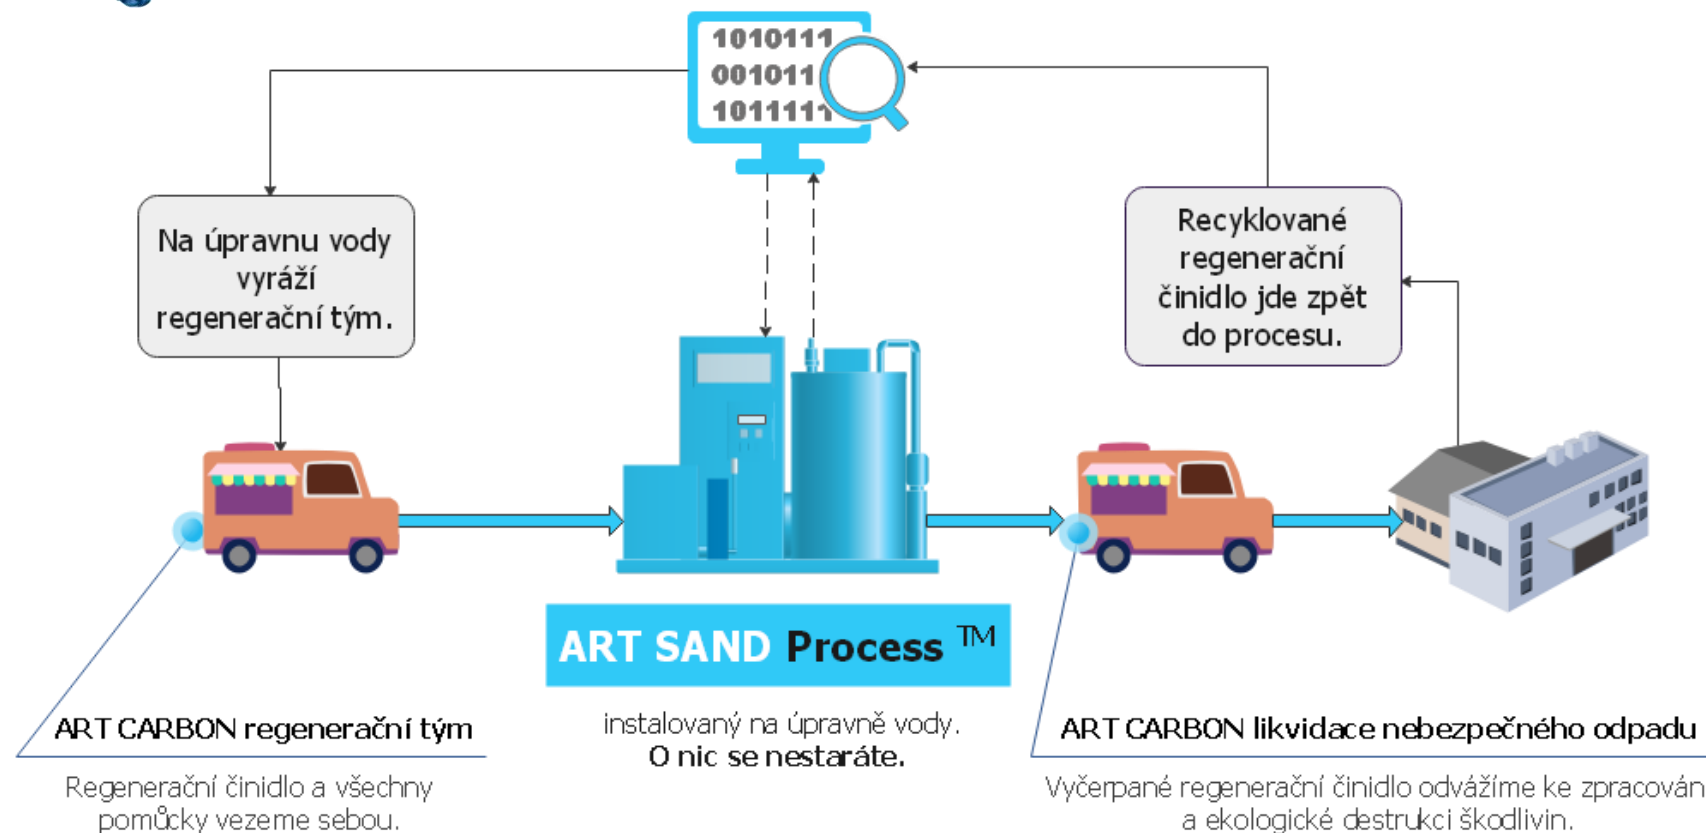 1010111
001011
1011111
Na úpravnu vody
vyráží
regenerační tým.
Recyklované
regenerační
činidlo jde zpět
do procesu.
ART SAND Process TM
instalovaný na úpravně vody.
O nic se nestaráte.
ART CARBON regenerační tým
Regenerační činidlo a všechny
pomůcky vezeme sebou.
ART CARBON likvidace nebezpečného odpadu
Vyčerpané regenerační činidlo odvážíme ke zpracován
a ekologické destrukci škodlivin.